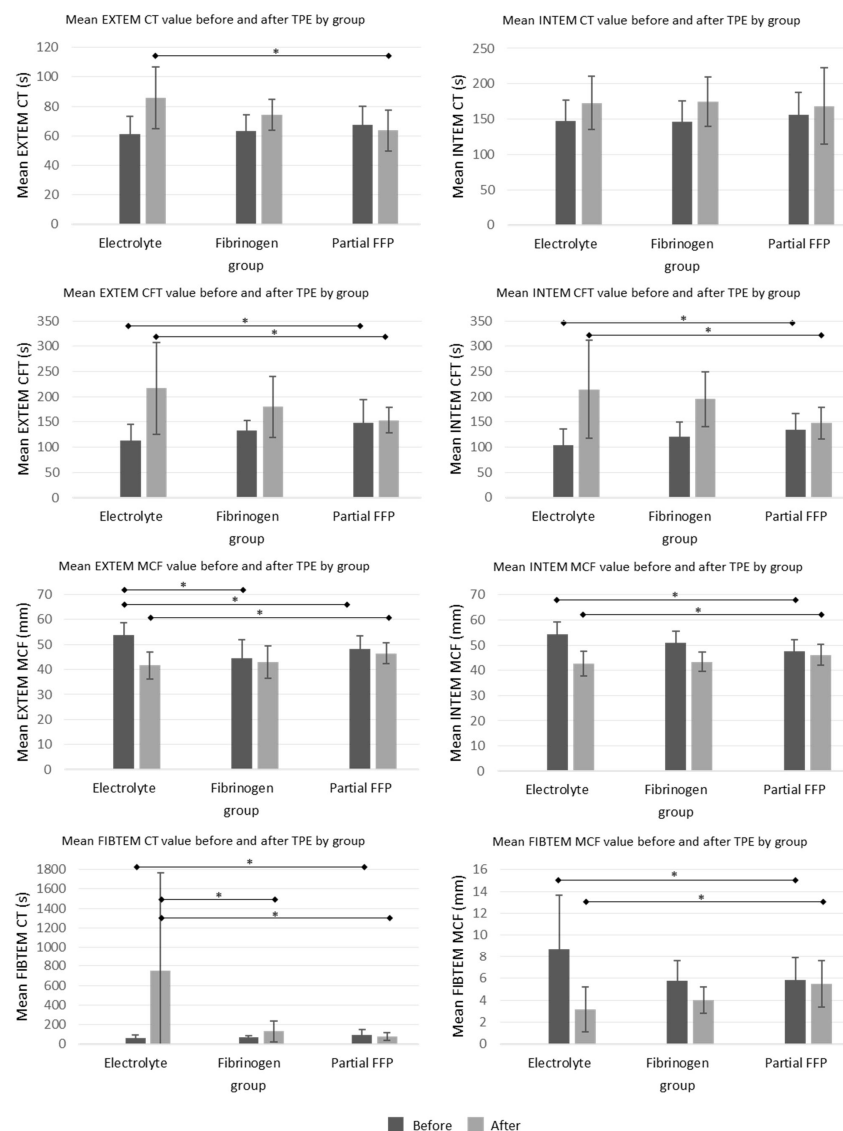 Mean EXTEM CT value before and after TPE by group
Mean EXTEM CT (s)
120
100
80
60
40
20
0
*
Electrolyte Fibrinogen Partial FFP
group
Mean INTEM CT value before and after TPE by group
Mean INTEM CT (s)
250
200
150
100
50
0
Electrolyte Fibrinogen Partial FFP
group
Mean EXTEM CFT value before and after TPE by group
Mean EXTEM CFT (s)
350
300
250
200
150
100
50
0
*
*
Electrolyte Fibrinogen Partial FFP
group
Mean INTEM CFT value before and after TPE by group
Mean INTEM CFT (s)
350
300
250
200
150
100
50
0
*
*
Electrolyte Fibrinogen Partial FFP
group
Mean EXTEM MCF value before and after TPE by group
Mean EXTEM MCF (mm)
70
60
50
40
30
20
10
0
*
*
*
Electrolyte Fibrinogen Partial FFP
group
Mean INTEM MCF value before and after TPE by group
Mean INTEM MCF (mm)
70
60
50
40
30
20
10
0
*
*
Electrolyte Fibrinogen Partial FFP
group
Mean FIBTEM CT value before and after TPE by group
Mean FIBTEM CT (s)
1800
1600
1400
1200
1000
800
600
400
200
0
*
*
*
Electrolyte Fibrinogen Partial FFP
group
Mean FIBTEM MCF value before and after TPE by group
Mean FIBTEM MCF (mm)
16
14
12
10
8
6
4
2
0
*
*
Electrolyte Fibrinogen Partial FFP
group
Before After